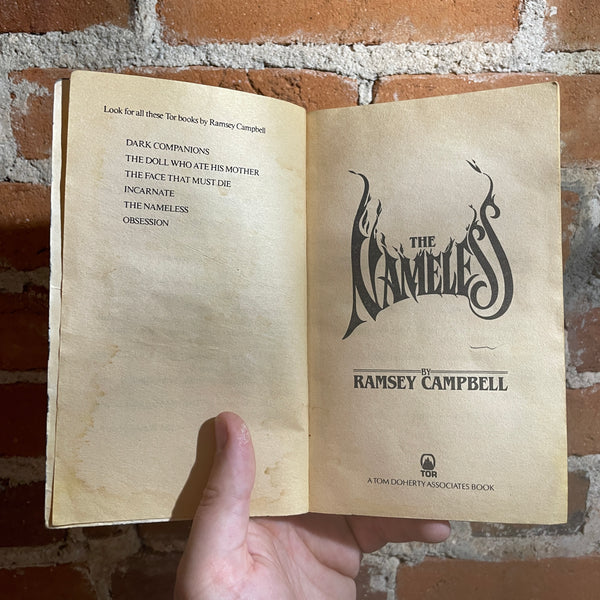 Look for all these Tor books by Ramsey Campbell
DARK COMPANIONS
THE DOLL WHO ATE HIS MOTHER
THE FACE THAT MUST DIE
INCARNATE
THE NAMELESS
OBSESSION
THE
NAMELESS
BY
RAMSEY CAMPBELL
TOR
A TOM DOHERTY ASSOCIATES BOOK